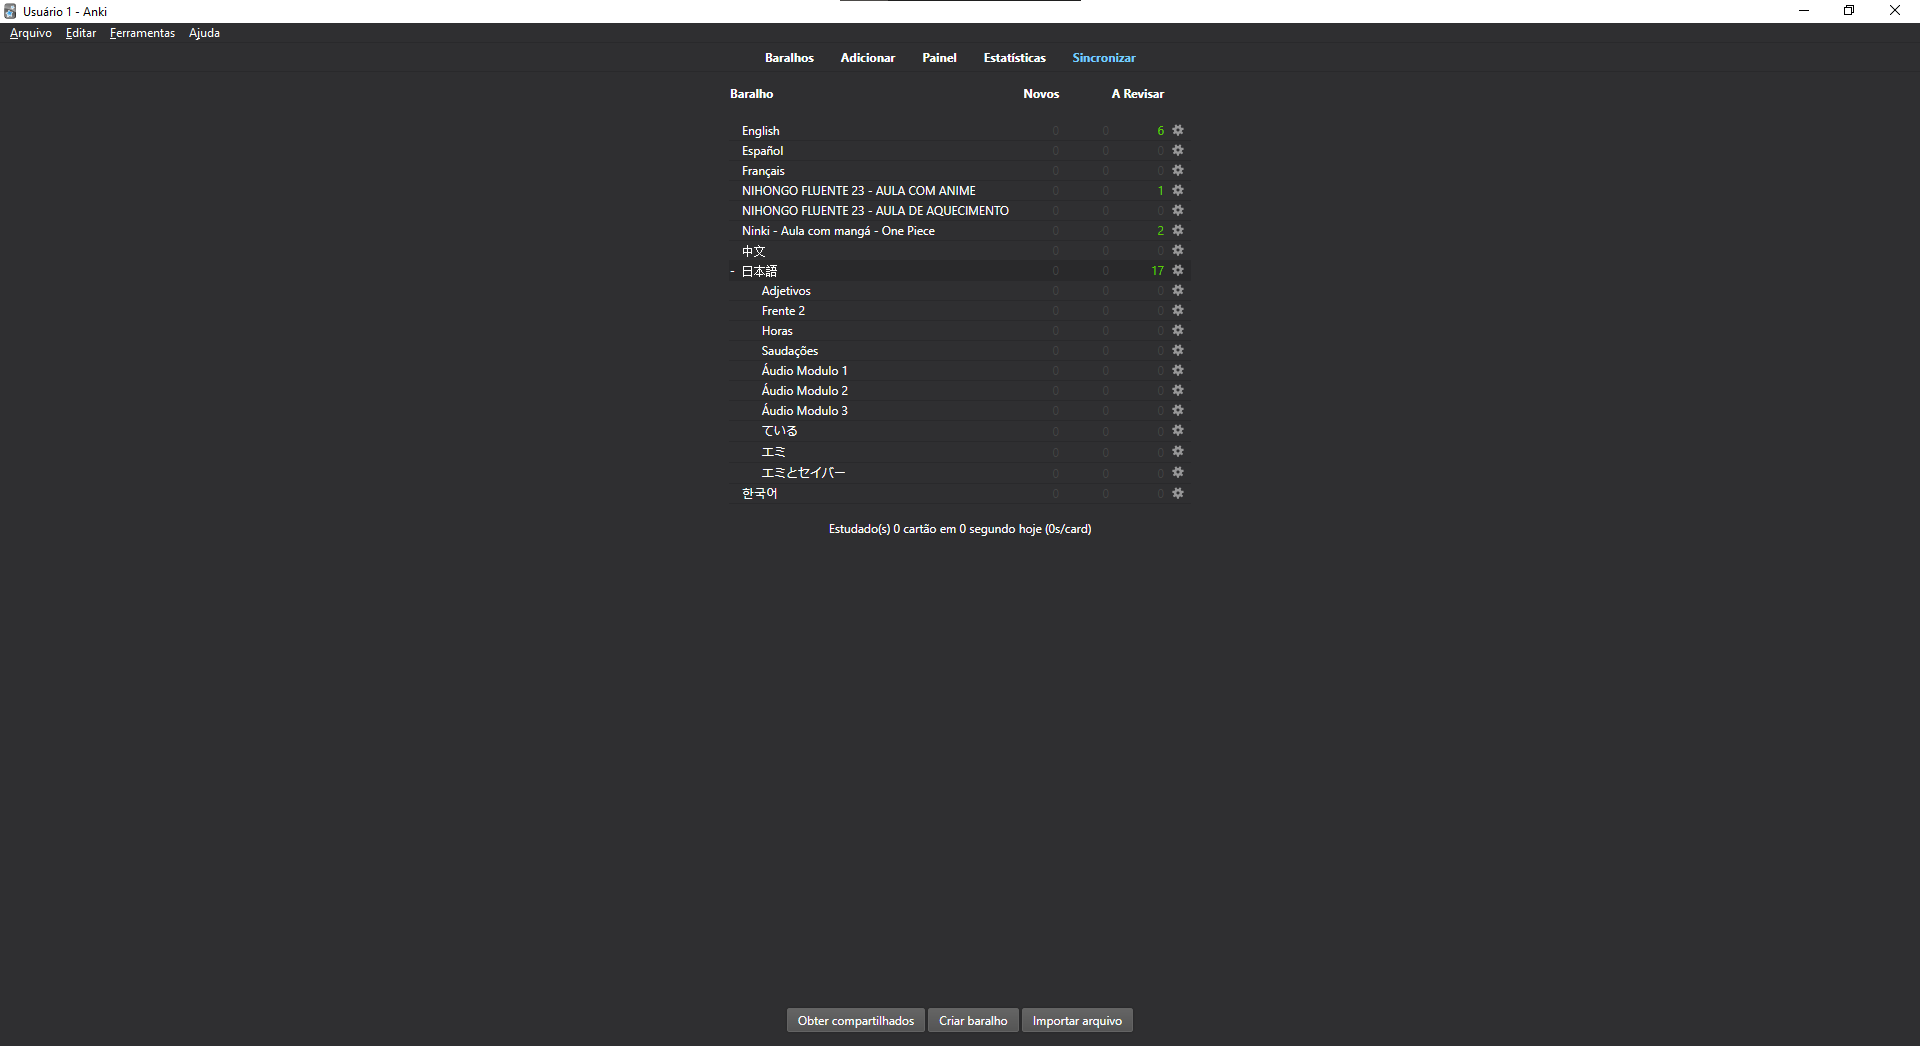 Usuário 1 - Anki
Arquivo Editar Ferramentas Ajuda
Baralhos Adicionar Painel Estatísticas Sincronizar
Baralho Novos A Revisar
English 0 0 6
Español 0 0 0
Français 0 0 0
NIHONGO FLUENTE 23 - AULA COM ANIME 0 0 1
NIHONGO FLUENTE 23 - AULA DE AQUECIMENTO 0 0 0
Ninki - Aula com mangá - One Piece 0 0 2
中文 0 0 0
- 日本語 0 0 17
Adjetivos 0 0 0
Frente 2 0 0 0
Horas 0 0 0
Saudações 0 0 0
Áudio Modulo 1 0 0 0
Áudio Modulo 2 0 0 0
Áudio Modulo 3 0 0 0
ている 0 0 0
エミ 0 0 0
エミとセイバー 0 0 0
한국어 0 0 0
Estudado(s) 0 cartão em 0 segundo hoje (0s/card)
Obter compartilhados Criar baralho Importar arquivo